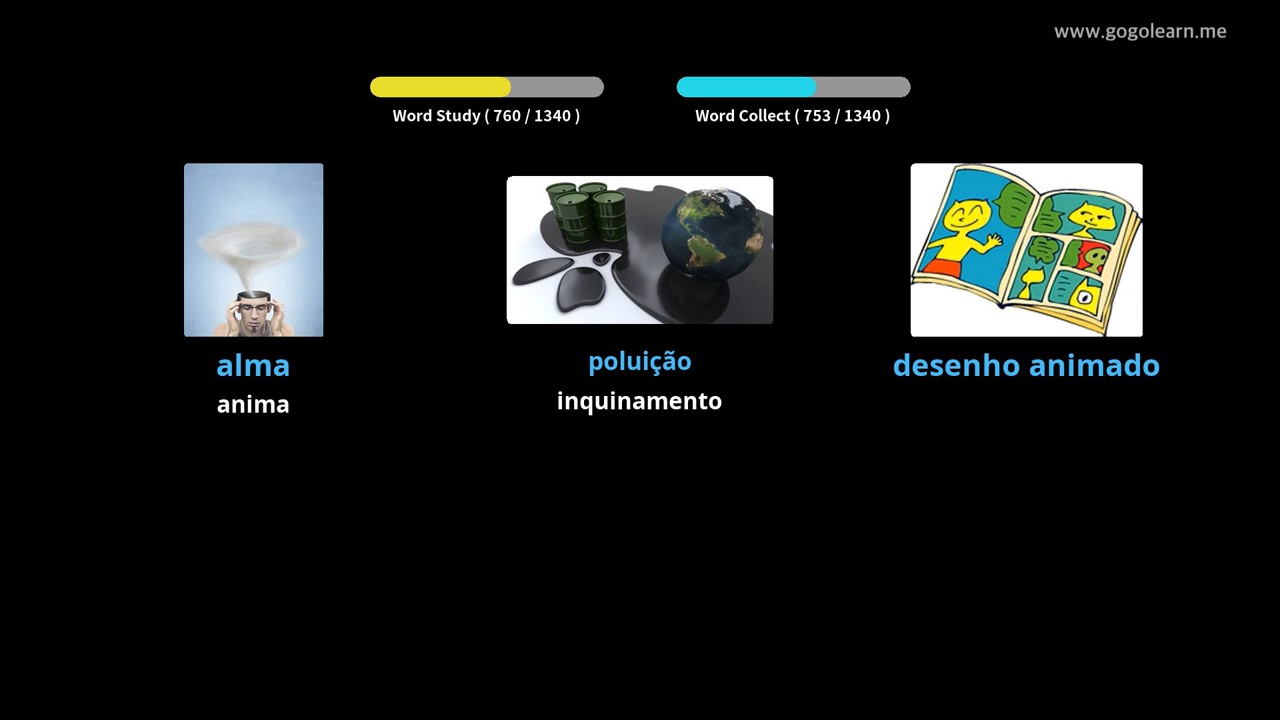 www.gogolearn.me
Word Study ( 760 / 1340 )
Word Collect ( 753 / 1340 )
alma
poluição
desenho animado
anima
inquinamento